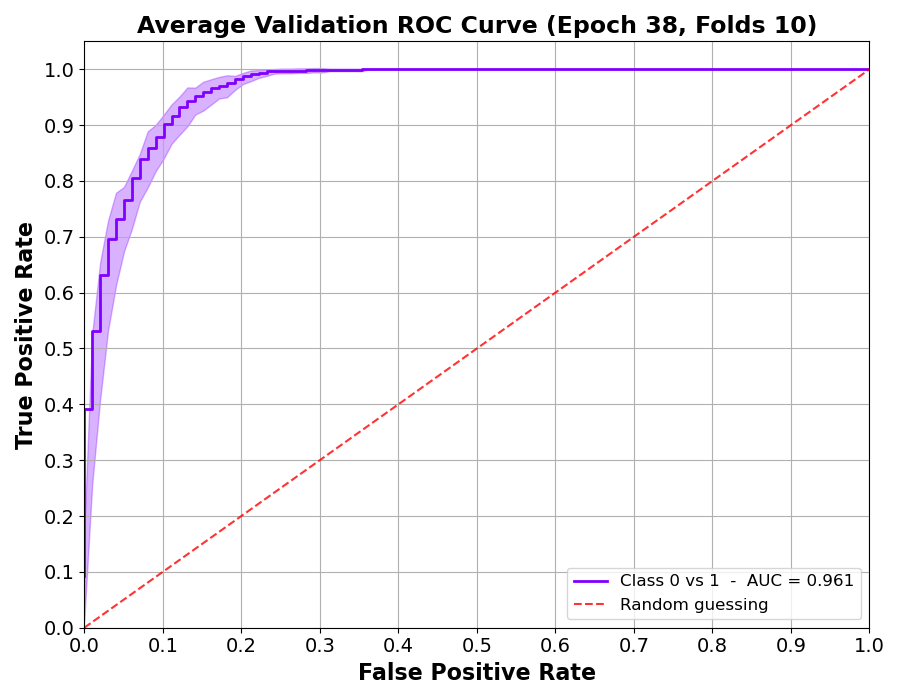 Average Validation ROC Curve (Epoch 38, Folds 10)
True Positive Rate
1.0
0.9
0.8
0.7
0.6
0.5
0.4
0.3
0.2
0.1
0.0
Class 0 vs 1 - AUC = 0.961
Random guessing
0.0 0.1 0.2 0.3 0.4 0.5 0.6 0.7 0.8 0.9 1.0
False Positive Rate